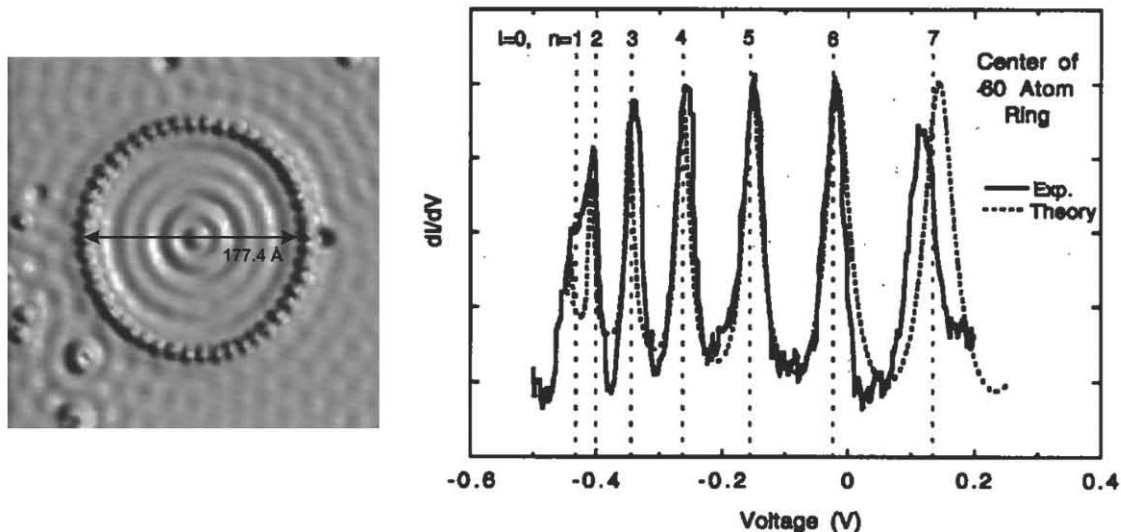 177.4 Å
l=0, n=1 2 3 4 5 6 7
Center of
60 Atom
Ring
Exp.
Theory
dI/dV
-0.6 -0.4 -0.2 0 0.2 0.4
Voltage (V)